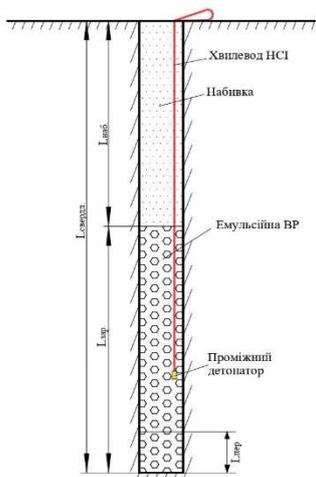 Хвилевод НСІ
Набивка
Lнаб
Lсвердл
Емульсійна ВР
Lзар
Проміжний
детонатор
Lпер